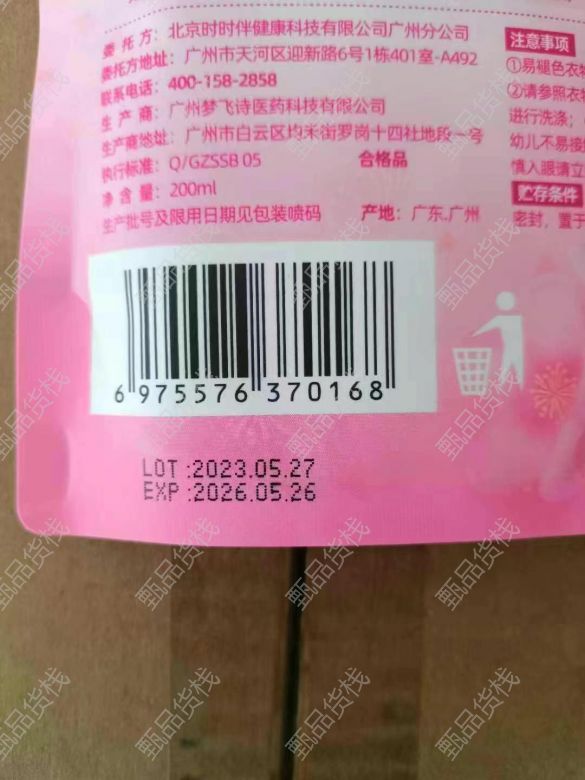 委 托 方：北京时时伴健康科技有限公司广州分公司
委托方地址：广州市天河区迎新路6号1栋401室-A492
联系电话：400-158-2858
生 产 商：广州梦飞诗医药科技有限公司
生产商地址：广州市白云区均禾街罗岗十四社地段一号
执行标准：Q/GZSSB 05 合格品
净 含 量：200ml
生产批号及限用日期见包装喷码 产地：广东.广州
注意事项
①易褪色衣物
②请参照衣物
进行洗涤；
幼儿不易接
慎入眼请立
贮存条件
密封，置于
6 975576 370168
LOT :2023.05.27
EXP :2026.05.26
甄品货栈